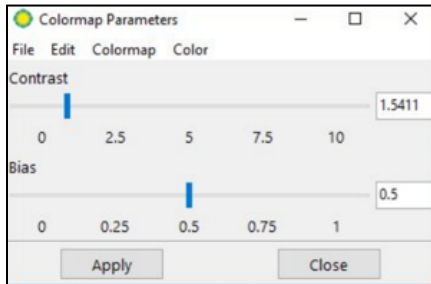 Colormap Parameters
File Edit Colormap Color
Contrast
1.5411
0 2.5 5 7.5 10
Bias
0.5
0 0.25 0.5 0.75 1
Apply Close